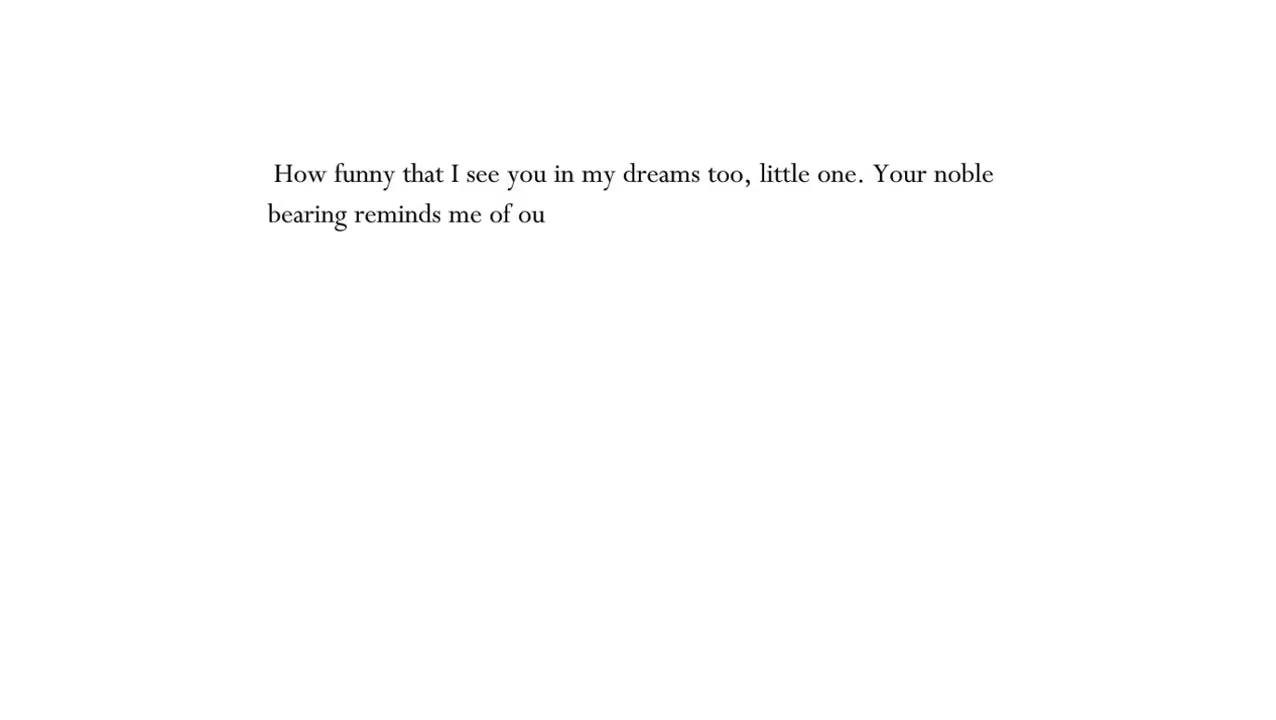 How funny that I see you in my dreams too, little one. Your noble
bearing reminds me of ou